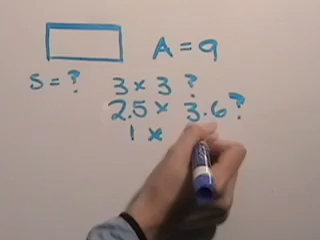 A = 9
S = ? 3 × 3 ?
2.5 × 3.6 ?
1 ×